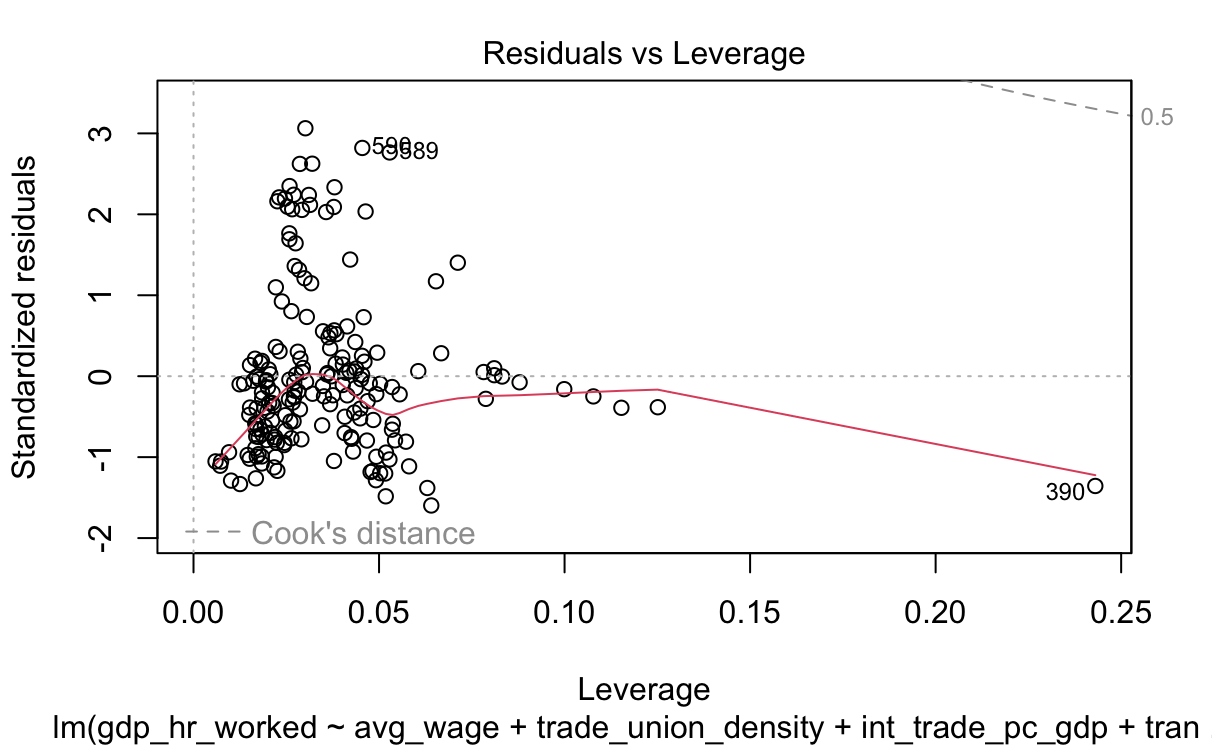 Residuals vs Leverage
Standardized residuals
3
2
1
0
-1
-2
0.5
589
390
Cook's distance
0.00 0.05 0.10 0.15 0.20 0.25
Leverage
lm(gdp_hr_worked ~ avg_wage + trade_union_density + int_trade_pc_gdp + tran